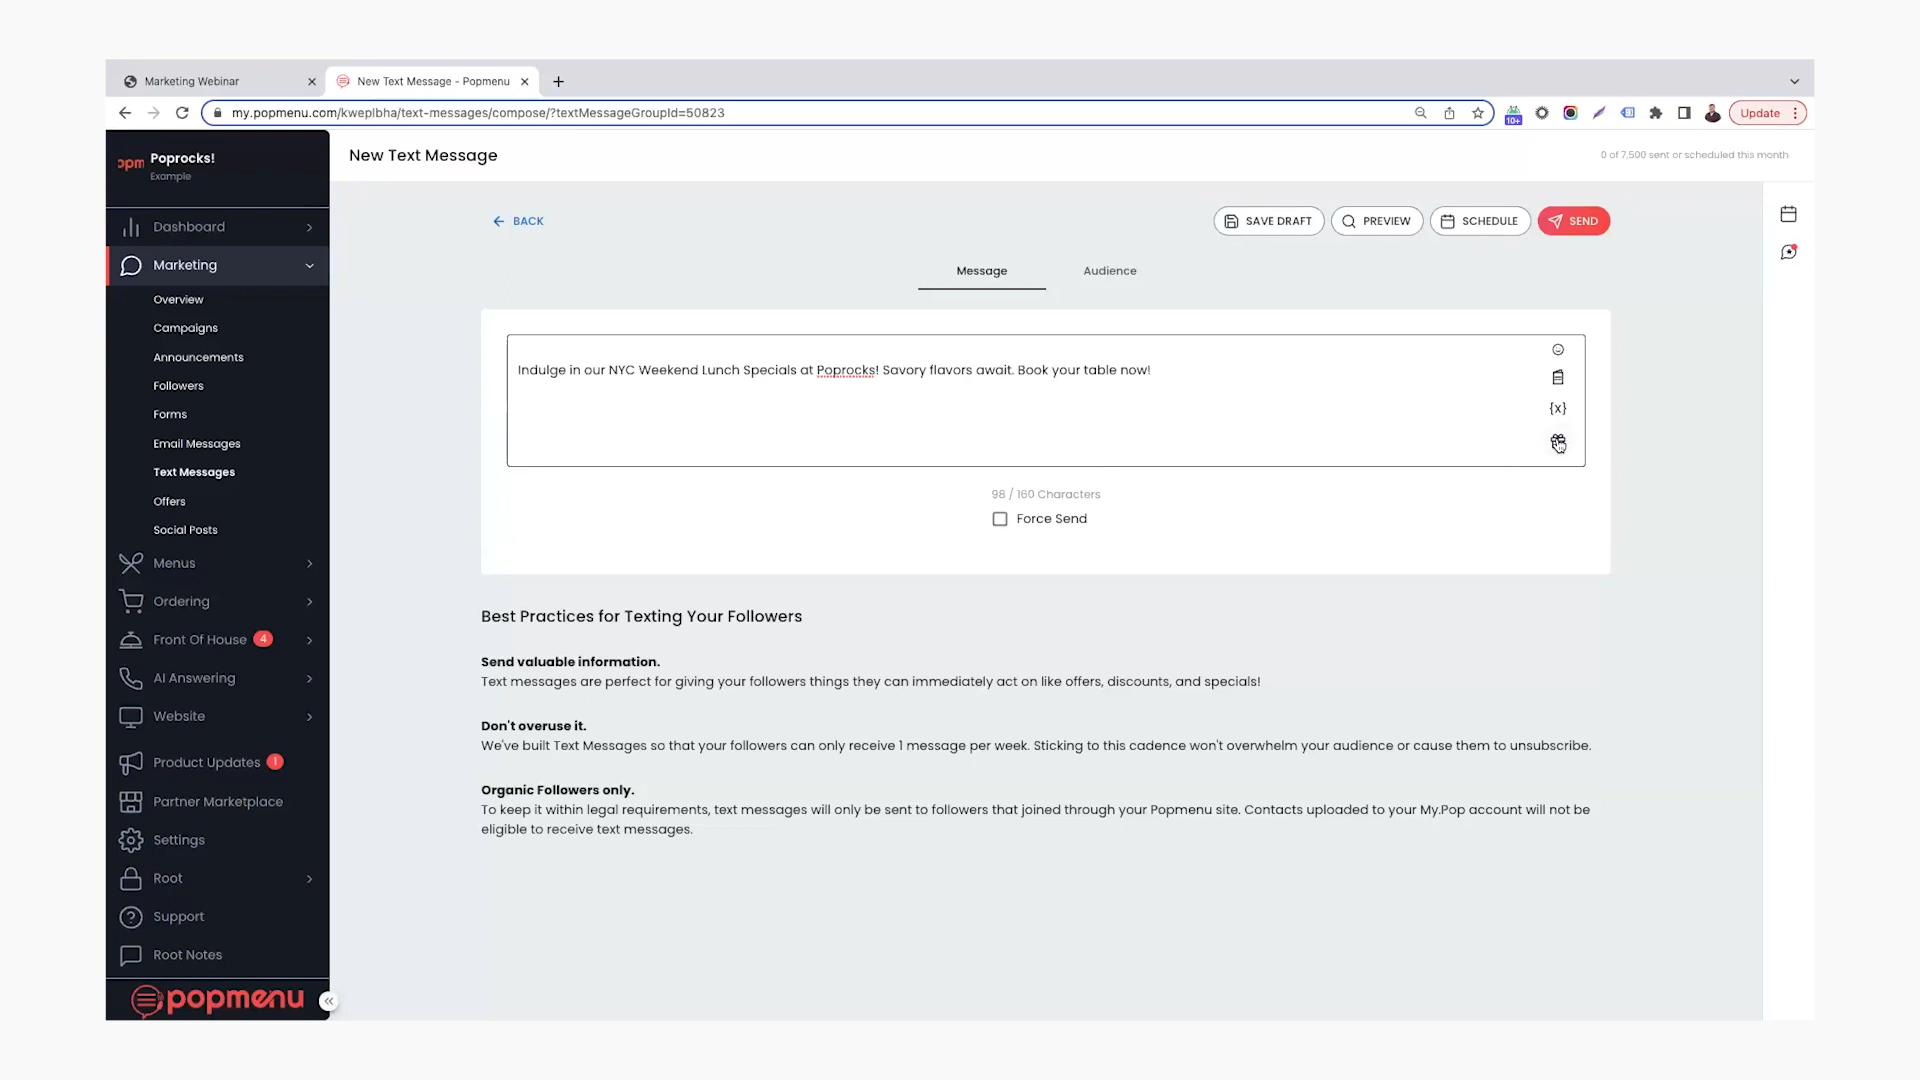 Marketing Webinar
New Text Message - Popmenu
my.popmenu.com/kweplbha/text-messages/compose/?textMessageGroupId=50823
10+
Update
opm
Poprocks!
Example
New Text Message
0 of 7,500 sent or scheduled this month
Dashboard
Marketing
Overview
Campaigns
Announcements
Followers
Forms
Email Messages
Text Messages
Offers
Social Posts
Menus
Ordering
Front Of House 4
AI Answering
Website
Product Updates 1
Partner Marketplace
Settings
Root
Support
Root Notes
popmenu
BACK
SAVE DRAFT
PREVIEW
SCHEDULE
SEND
Message
Audience
Indulge in our NYC Weekend Lunch Specials at Poprocks! Savory flavors await. Book your table now!
{x}
98 / 160 Characters
Force Send
Best Practices for Texting Your Followers
Send valuable information.
Text messages are perfect for giving your followers things they can immediately act on like offers, discounts, and specials!
Don't overuse it.
We've built Text Messages so that your followers can only receive 1 message per week. Sticking to this cadence won't overwhelm your audience or cause them to unsubscribe.
Organic Followers only.
To keep it within legal requirements, text messages will only be sent to followers that joined through your Popmenu site. Contacts uploaded to your My.Pop account will not be
eligible to receive text messages.